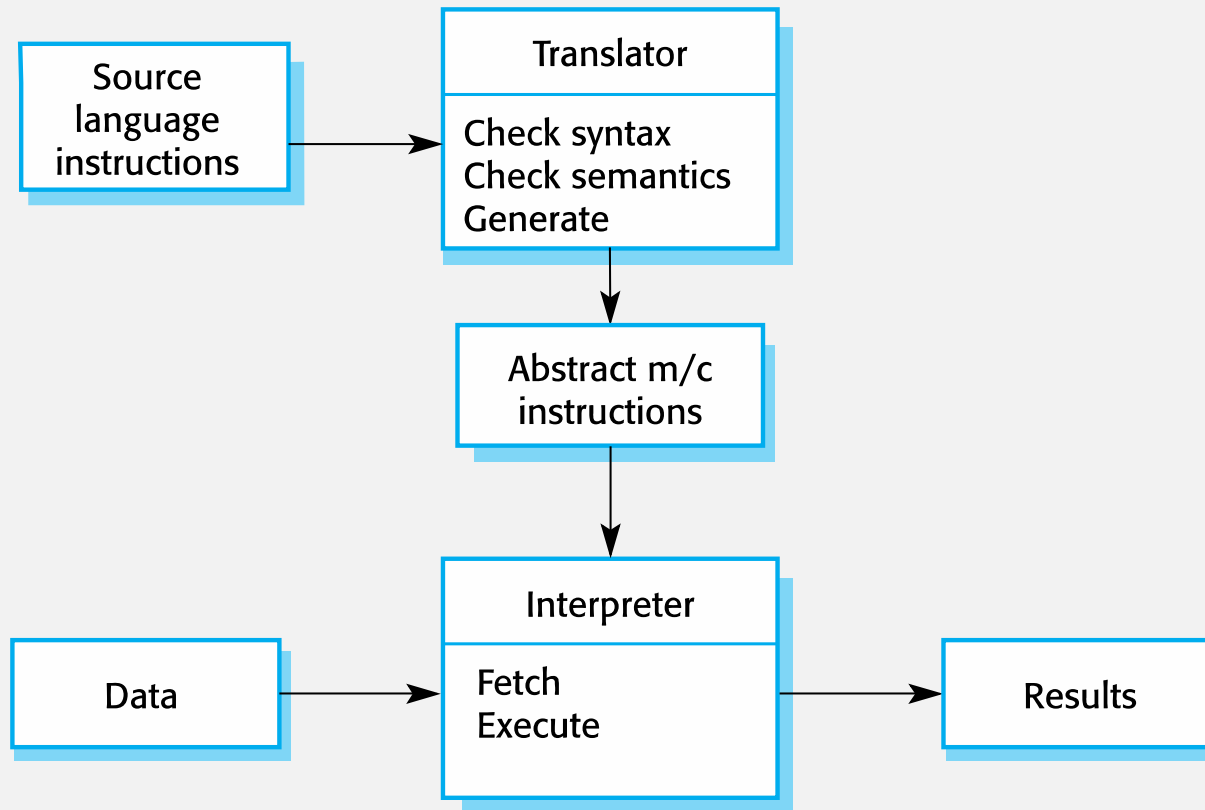 Source
language
instructions
Translator
Check syntax
Check semantics
Generate
Abstract m/c
instructions
Interpreter
Fetch
Execute
Data
Results